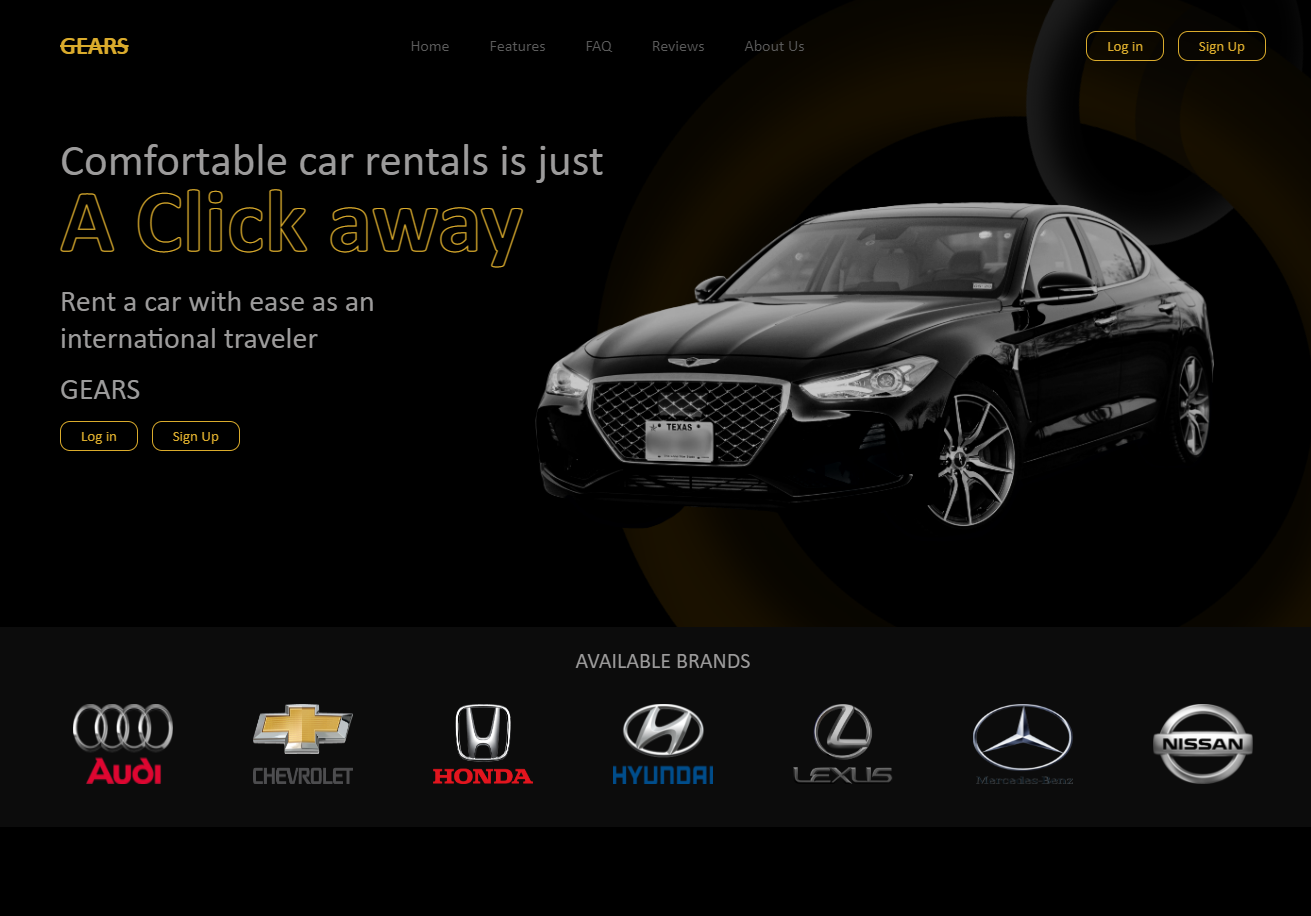 GEARS
Home Features FAQ Reviews About Us
Log in Sign Up
Comfortable car rentals is just
A Click away
Rent a car with ease as an
international traveler
GEARS
Log in Sign Up
TEXAS
AVAILABLE BRANDS
Audi CHEVROLET HONDA HYUNDAI LEXUS Mercedes-Benz NISSAN